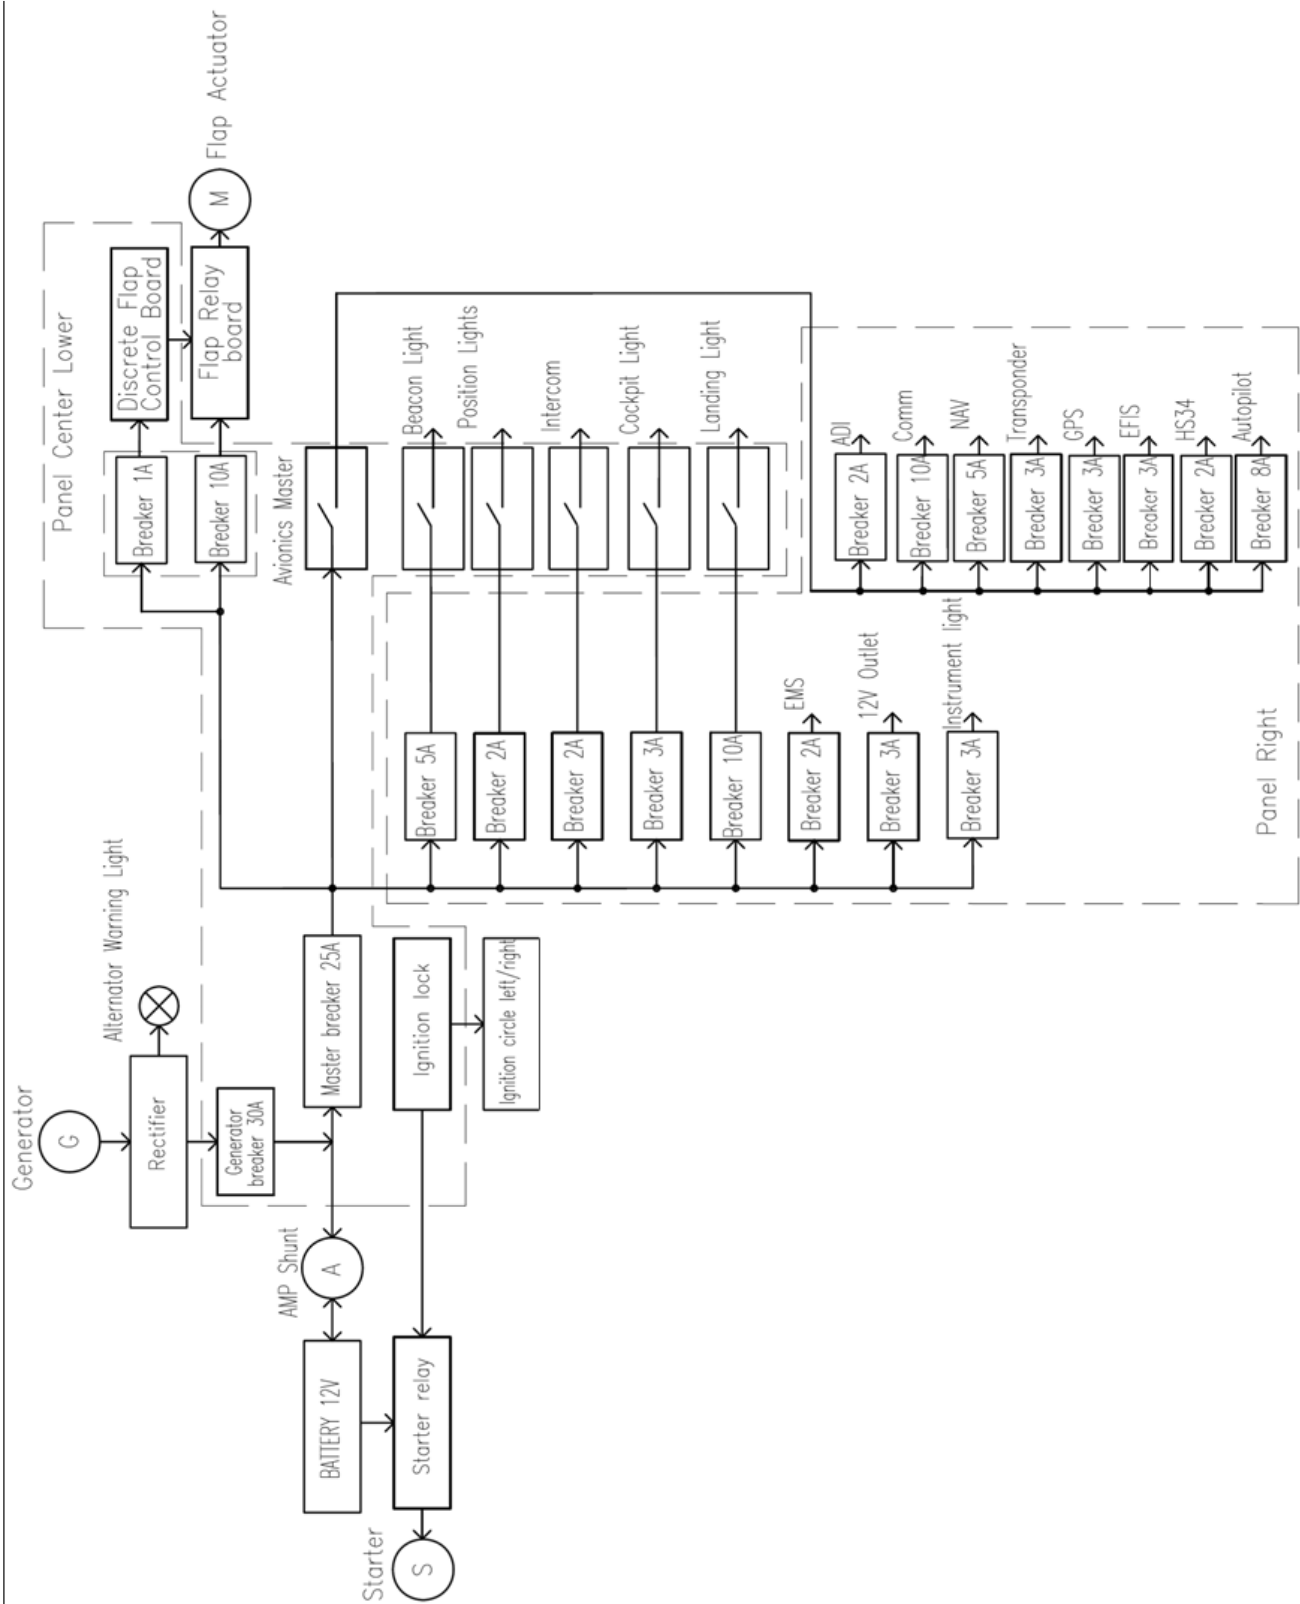 Generator
G
Rectifier
Alternator Warning Light
Panel Center Lower
Breaker 1A
Discrete Flap
Control Board
Breaker 10A
Flap Relay
board
M
Flap Actuator
Generator
breaker 30A
AMP Shunt
A
BATTERY 12V
Master breaker 25A
Avionics Master
Starter
S
Starter relay
Ignition lock
Ignition circle left/right
Breaker 5A
Beacon Light
Breaker 2A
Position Lights
Breaker 2A
Intercom
Breaker 3A
Cockpit Light
Breaker 10A
Landing Light
Breaker 2A
EMS
Breaker 3A
12V Outlet
Breaker 3A
Instrument light
Breaker 2A
ADI
Breaker 10A
Comm
Breaker 5A
NAV
Breaker 3A
Transponder
Breaker 3A
GPS
Breaker 3A
EFIS
Breaker 2A
HS34
Breaker 8A
Autopilot
Panel Right